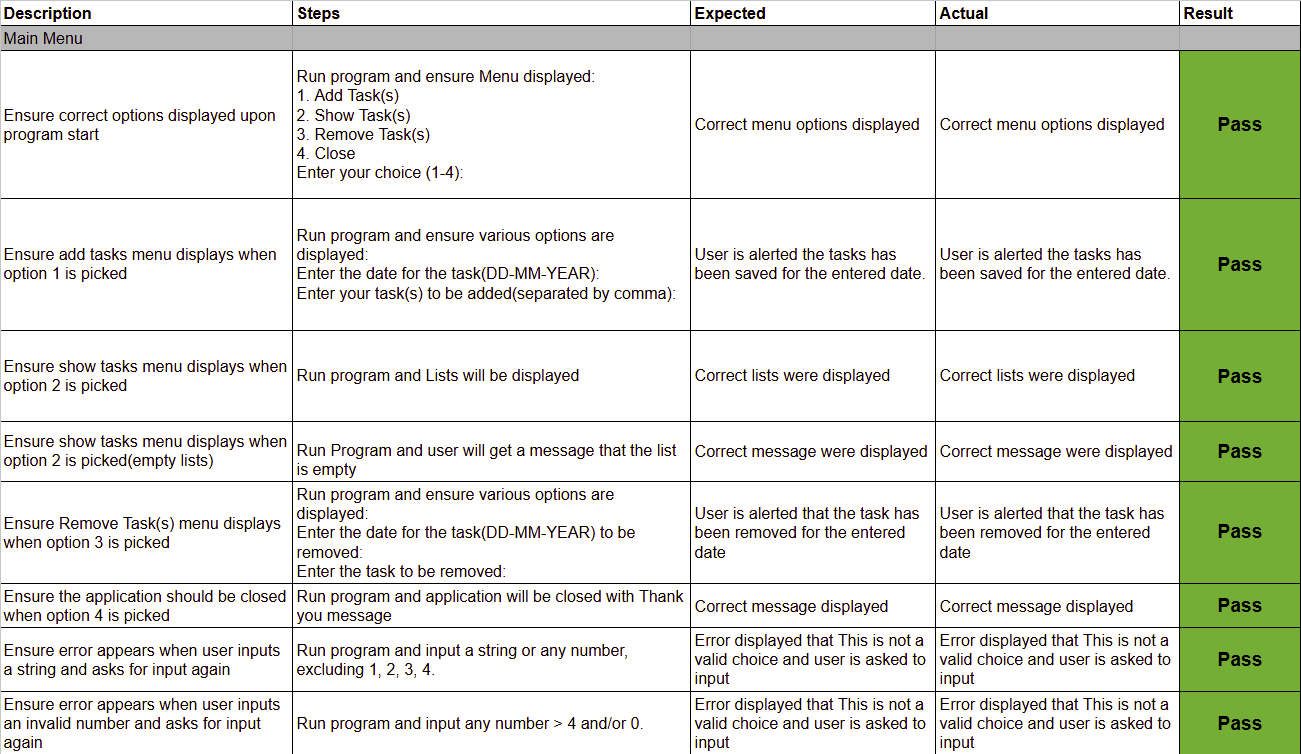 Description Steps Expected Actual Result
Main Menu
Ensure correct options displayed upon
program start
Run program and ensure Menu displayed:
1. Add Task(s)
2. Show Task(s)
3. Remove Task(s)
4. Close
Enter your choice (1-4):
Correct menu options displayed
Correct menu options displayed
Pass
Ensure add tasks menu displays when
option 1 is picked
Run program and ensure various options are
displayed:
Enter the date for the task(DD-MM-YEAR):
Enter your task(s) to be added(separated by comma):
User is alerted the tasks has
been saved for the entered date.
User is alerted the tasks has
been saved for the entered date.
Pass
Ensure show tasks menu displays when
option 2 is picked
Run program and Lists will be displayed
Correct lists were displayed
Correct lists were displayed
Pass
Ensure show tasks menu displays when
option 2 is picked(empty lists)
Run Program and user will get a message that the list
is empty
Correct message were displayed
Correct message were displayed
Pass
Ensure Remove Task(s) menu displays
when option 3 is picked
Run program and ensure various options are
displayed:
Enter the date for the task(DD-MM-YEAR) to be
removed:
Enter the task to be removed:
User is alerted that the task has
been removed for the entered
date
User is alerted that the task has
been removed for the entered
date
Pass
Ensure the application should be closed
when option 4 is picked
Run program and application will be closed with Thank
you message
Correct message displayed
Correct message displayed
Pass
Ensure error appears when user inputs
a string and asks for input again
Run program and input a string or any number,
excluding 1, 2, 3, 4.
Error displayed that This is not a
valid choice and user is asked to
input
Error displayed that This is not a
valid choice and user is asked to
input
Pass
Ensure error appears when user inputs
an invalid number and asks for input
again
Run program and input any number > 4 and/or 0.
Error displayed that This is not a
valid choice and user is asked to
input
Error displayed that This is not a
valid choice and user is asked to
input
Pass